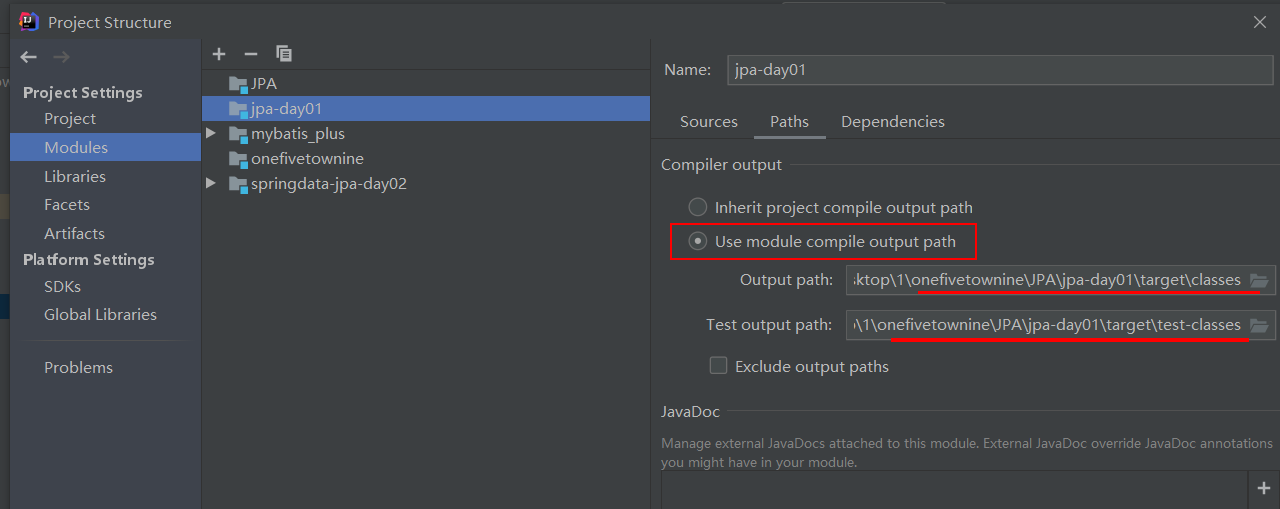 Project Structure
Project Settings
Project
Modules
Libraries
Facets
Artifacts
Platform Settings
SDKs
Global Libraries
Problems
JPA
jpa-day01
mybatis_plus
onefivetownine
springdata-jpa-day02
Name: jpa-day01
Sources Paths Dependencies
Compiler output
Inherit project compile output path
Use module compile output path
Output path: ktop\1\onefivetownine\JPA\jpa-day01\target\classes
Test output path: \1\onefivetownine\JPA\jpa-day01\target\test-classes
Exclude output paths
JavaDoc
Manage external JavaDocs attached to this module. External JavaDoc override JavaDoc annotations
you might have in your module.